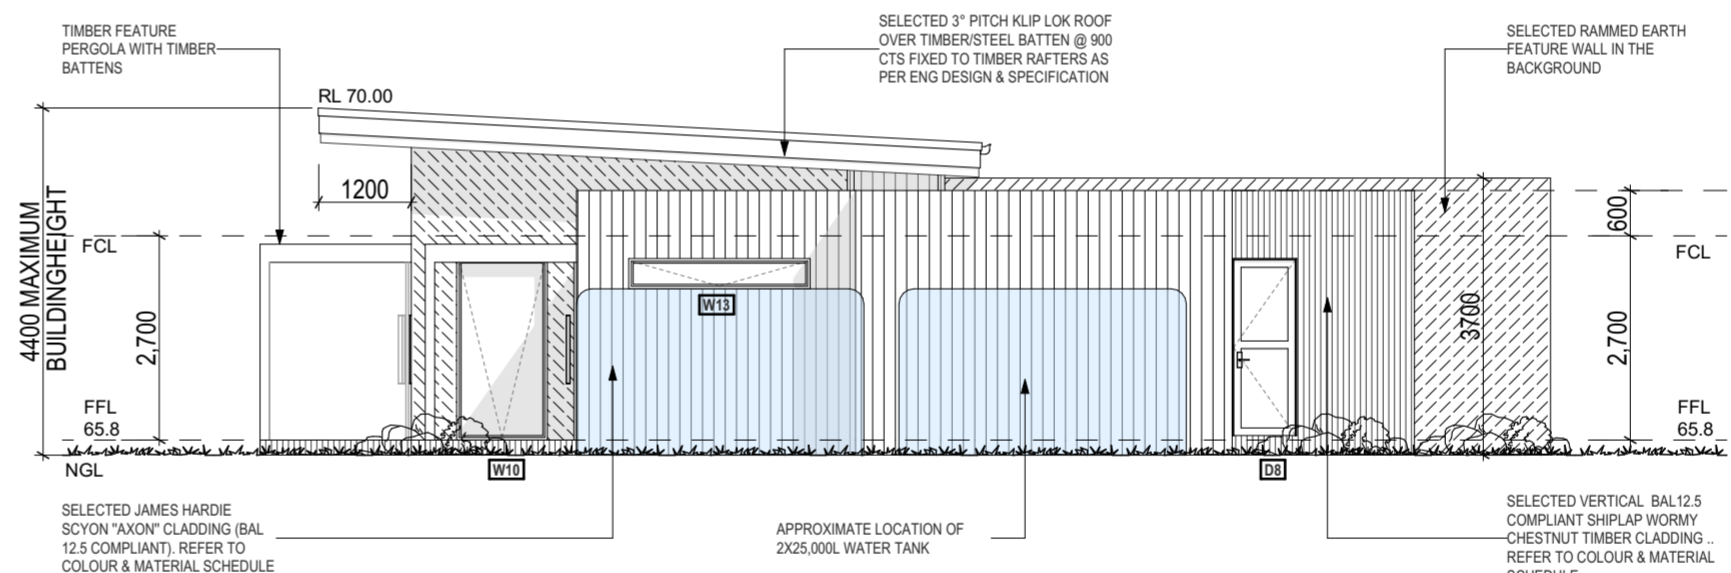 TIMBER FEATURE
PERGOLA WITH TIMBER
BATTENS
SELECTED 3° PITCH KLIP LOK ROOF
OVER TIMBER/STEEL BATTEN @ 900
CTS FIXED TO TIMBER RAFTERS AS
PER ENG DESIGN & SPECIFICATION
SELECTED RAMMED EARTH
FEATURE WALL IN THE
BACKGROUND
RL 70.00
1200
4400 MAXIMUM
BUILDINGHEIGHT
FCL
2,700
FFL
65.8
NGL
W13
W10
D8
3700
600
FCL
2,700
FFL
65.8
SELECTED JAMES HARDIE
SCYON "AXON" CLADDING (BAL
12.5 COMPLIANT). REFER TO
COLOUR & MATERIAL SCHEDULE
APPROXIMATE LOCATION OF
2X25,000L WATER TANK
SELECTED VERTICAL BAL12.5
COMPLIANT SHIPLAP WORMY
CHESTNUT TIMBER CLADDING ..
REFER TO COLOUR & MATERIAL